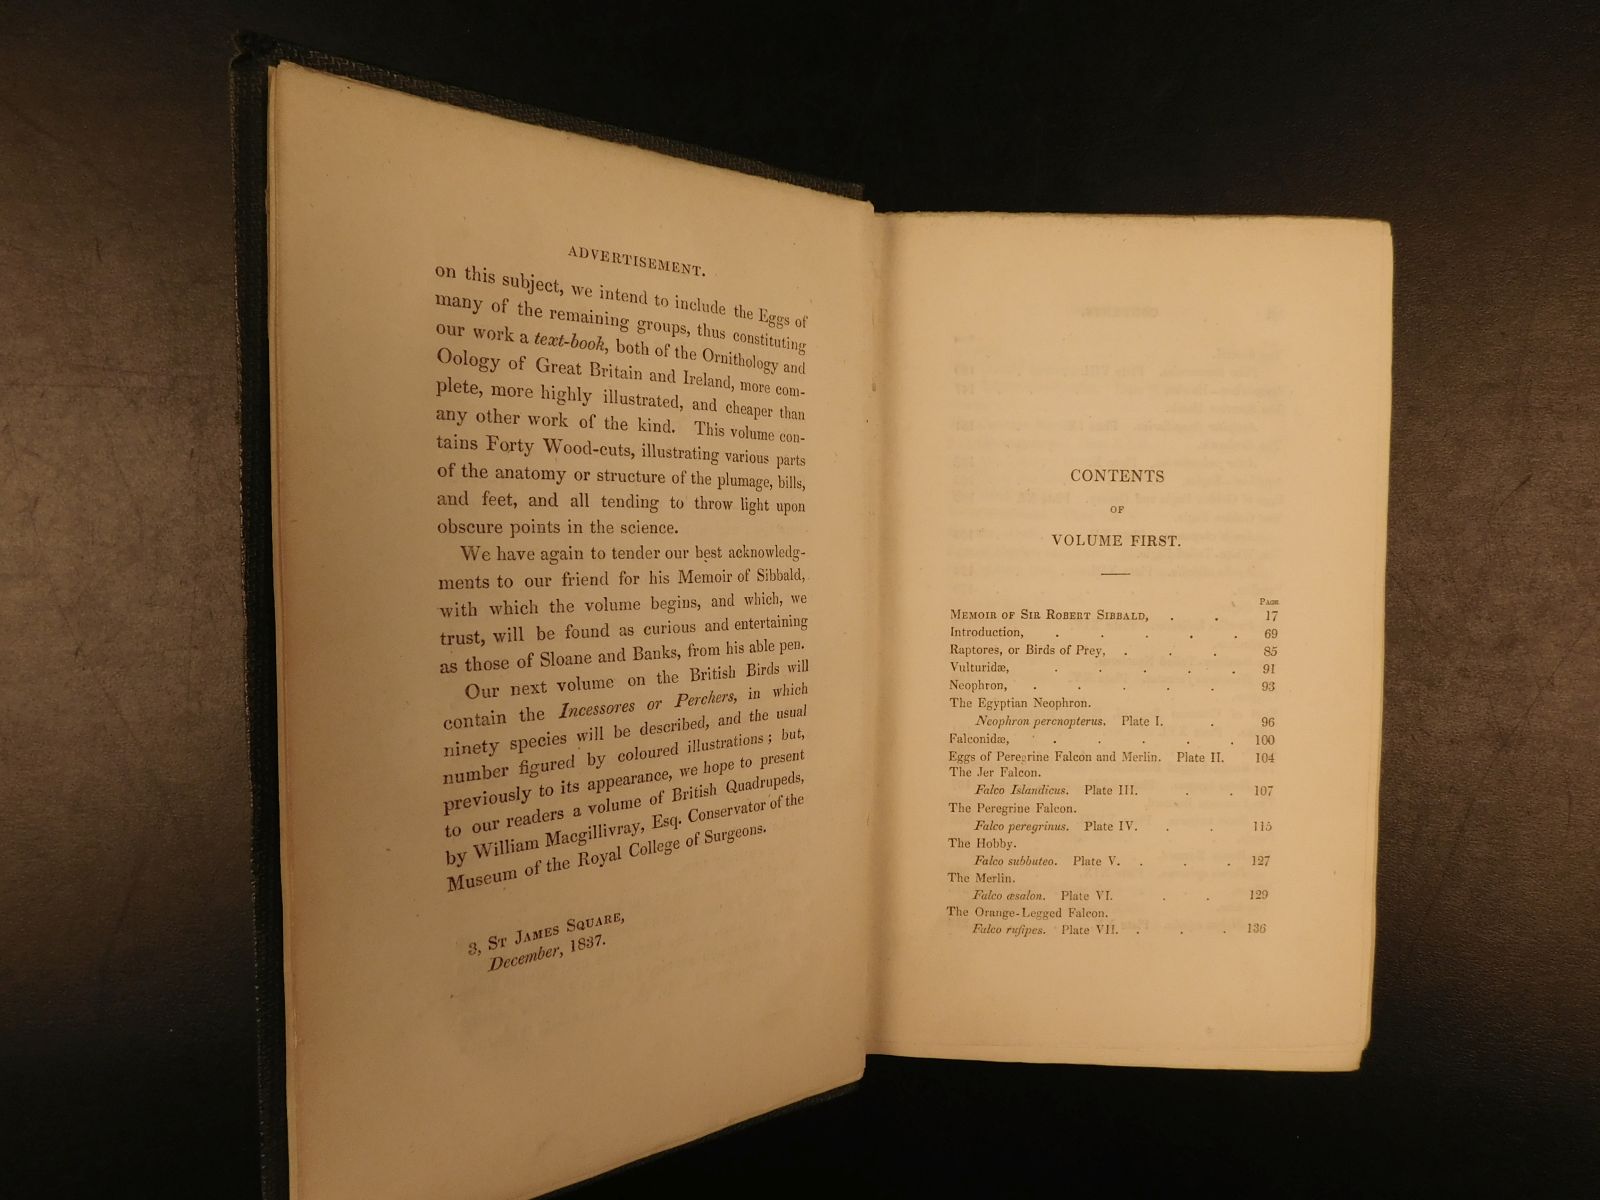 ADVERTISEMENT.
on this subject, we intend to include the Eggs of
many of the remaining groups, thus constituting
our work a text-book, both of the Ornithology and
Oology of Great Britain and Ireland, more com-
plete, more highly illustrated, and cheaper than
any other work of the kind. This volume con-
tains Forty Wood-cuts, illustrating various parts
of the anatomy or structure of the plumage, bills,
and feet, and all tending to throw light upon
obscure points in the science.
We have again to tender our best acknowledg-
ments to our friend for his Memoir of Sibbald,
with which the volume begins, and which, we
trust, will be found as curious and entertaining
as those of Sloane and Banks, from his able pen.
Our next volume on the British Birds will
contain the Incessores or Perchers, in which
ninety species will be described, and the usual
number figured by coloured illustrations; but,
previously to its appearance, we hope to present
to our readers a volume of British Quadrupeds,
by William Macgillivray, Esq. Conservator of the
Museum of the Royal College of Surgeons.
3, St James Square,
December, 1837.
CONTENTS
OF
VOLUME FIRST.
Page
Memoir of Sir Robert Sibbald, . . 17
Introduction, . . . . . 69
Raptores, or Birds of Prey, . . . 85
Vulturidæ, . . . . . 91
Neophron, . . . . . 93
The Egyptian Neophron.
Neophron percnopterus. Plate I. . 96
Falconidæ, . . . . . 100
Eggs of Peregrine Falcon and Merlin. Plate II. 104
The Jer Falcon.
Falco Islandicus. Plate III. . . 107
The Peregrine Falcon.
Falco peregrinus. Plate IV. . . 115
The Hobby.
Falco subbuteo. Plate V. . . . 127
The Merlin.
Falco æsalon. Plate VI. . . 129
The Orange-Legged Falcon.
Falco rufipes. Plate VII. . . . 136